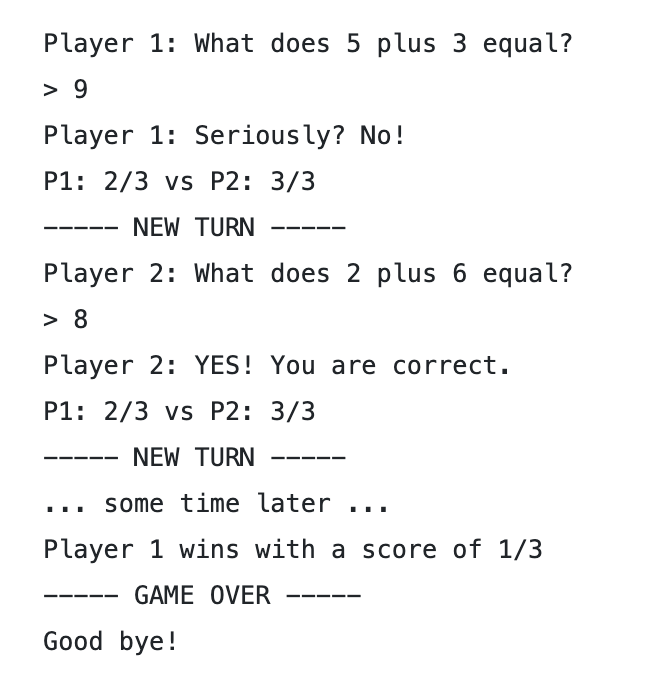 Player 1: What does 5 plus 3 equal?
> 9
Player 1: Seriously? No!
P1: 2/3 vs P2: 3/3
----- NEW TURN -----
Player 2: What does 2 plus 6 equal?
> 8
Player 2: YES! You are correct.
P1: 2/3 vs P2: 3/3
----- NEW TURN -----
... some time later ...
Player 1 wins with a score of 1/3
----- GAME OVER -----
Good bye!